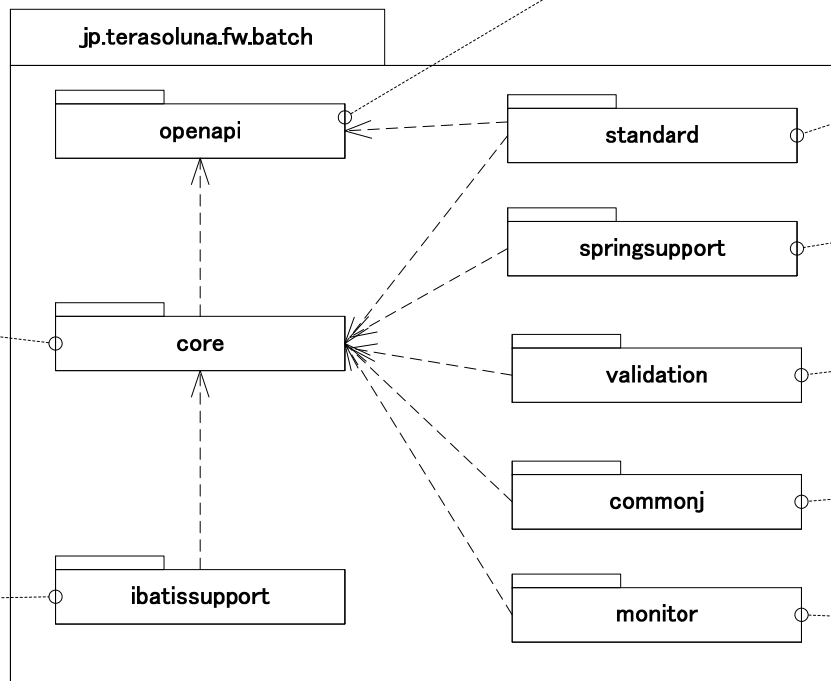 jp.terasoluna.fw.batch
openapi
standard
springsupport
core
validation
commonj
ibatissupport
monitor